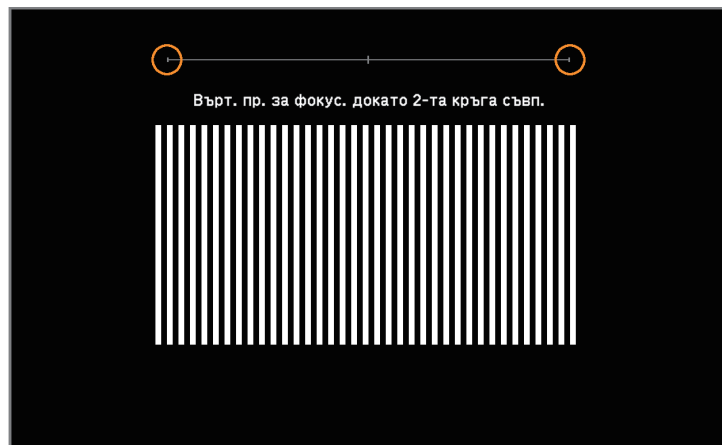 Върт. пр. за фокус. докато 2-та кръга съвп.